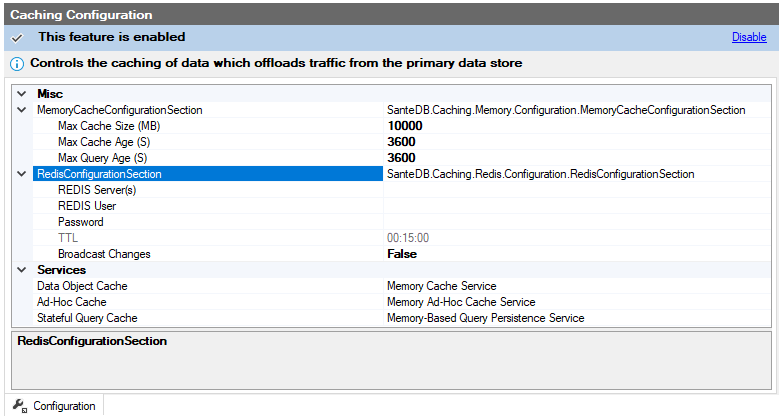 Caching Configuration
This feature is enabled Disable
Controls the caching of data which offloads traffic from the primary data store
Misc
MemoryCacheConfigurationSection SanteDB.Caching.Memory.Configuration.MemoryCacheConfigurationSection
Max Cache Size (MB) 10000
Max Cache Age (S) 3600
Max Query Age (S) 3600
RedisConfigurationSection SanteDB.Caching.Redis.Configuration.RedisConfigurationSection
REDIS Server(s)
REDIS User
Password
TTL 00:15:00
Broadcast Changes False
Services
Data Object Cache Memory Cache Service
Ad-Hoc Cache Memory Ad-Hoc Cache Service
Stateful Query Cache Memory-Based Query Persistence Service
RedisConfigurationSection
Configuration